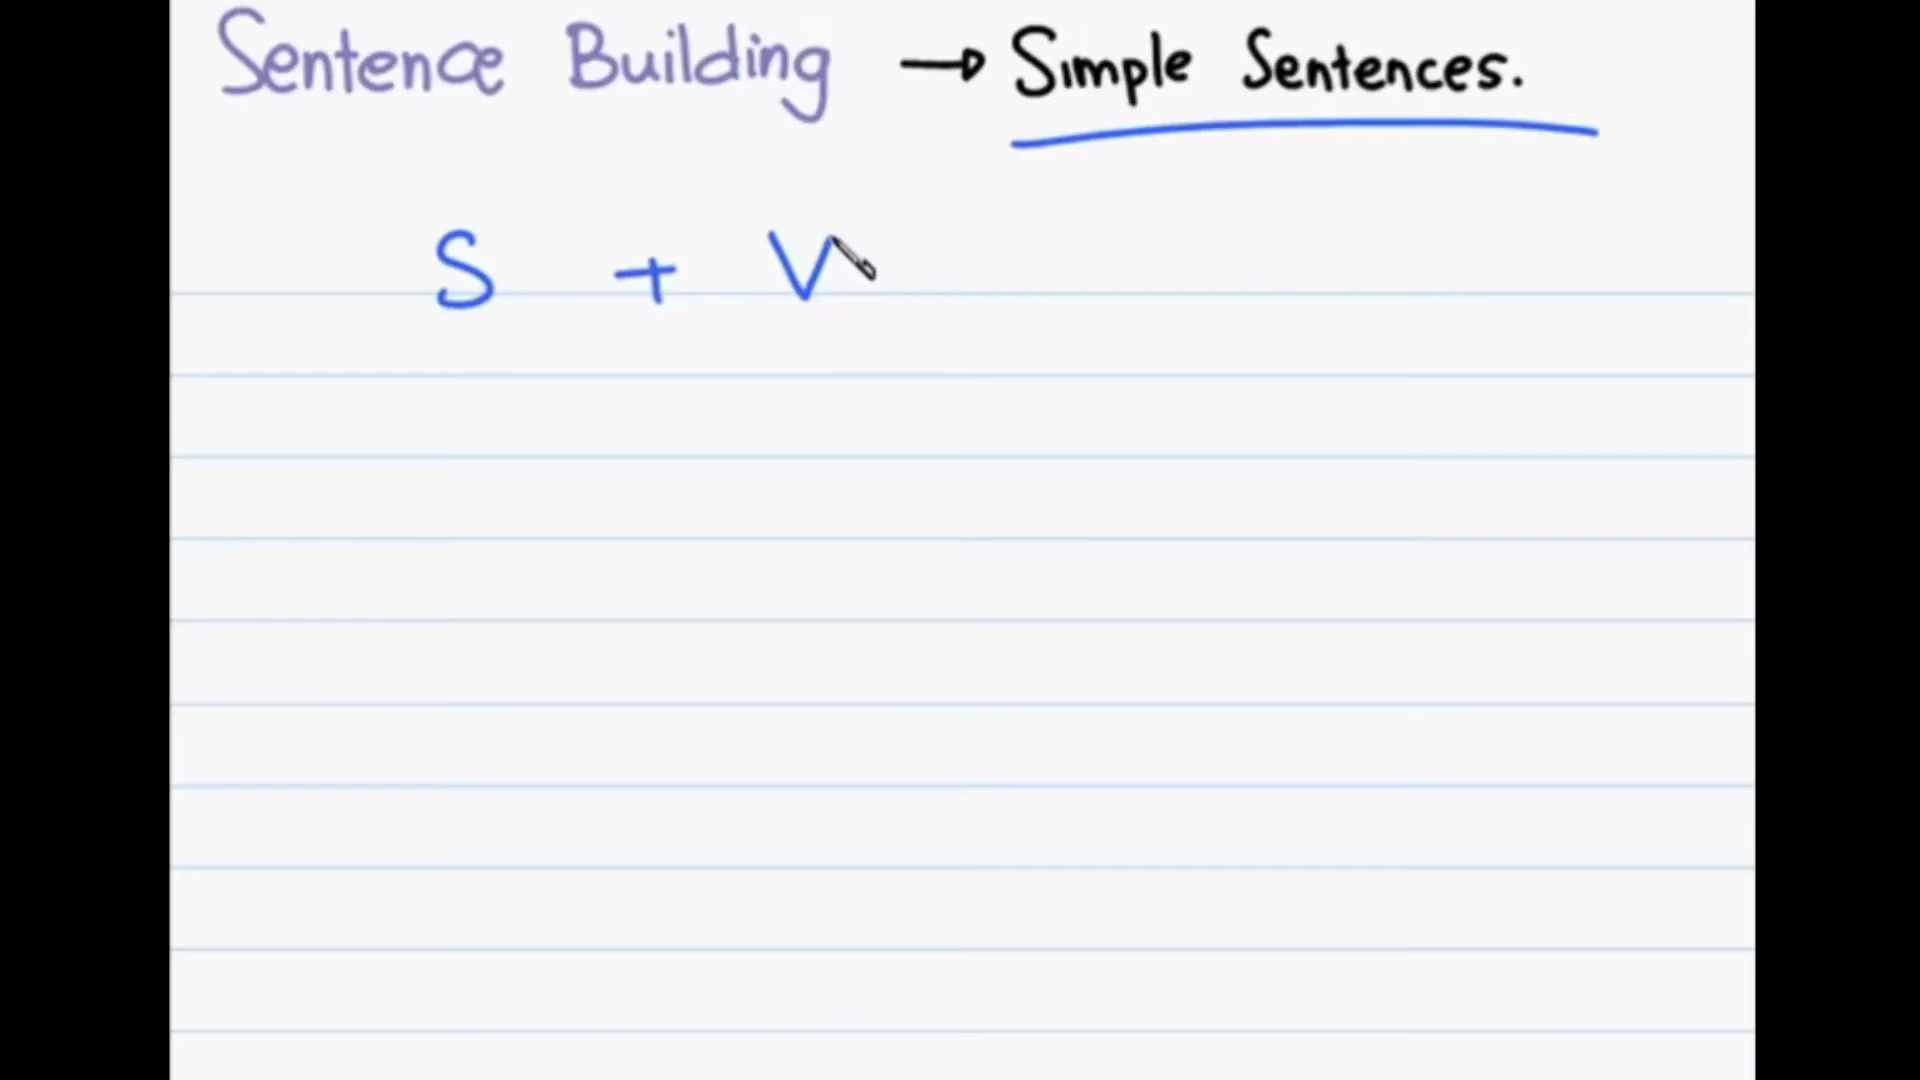 Sentence Building → Simple Sentences.
S + V